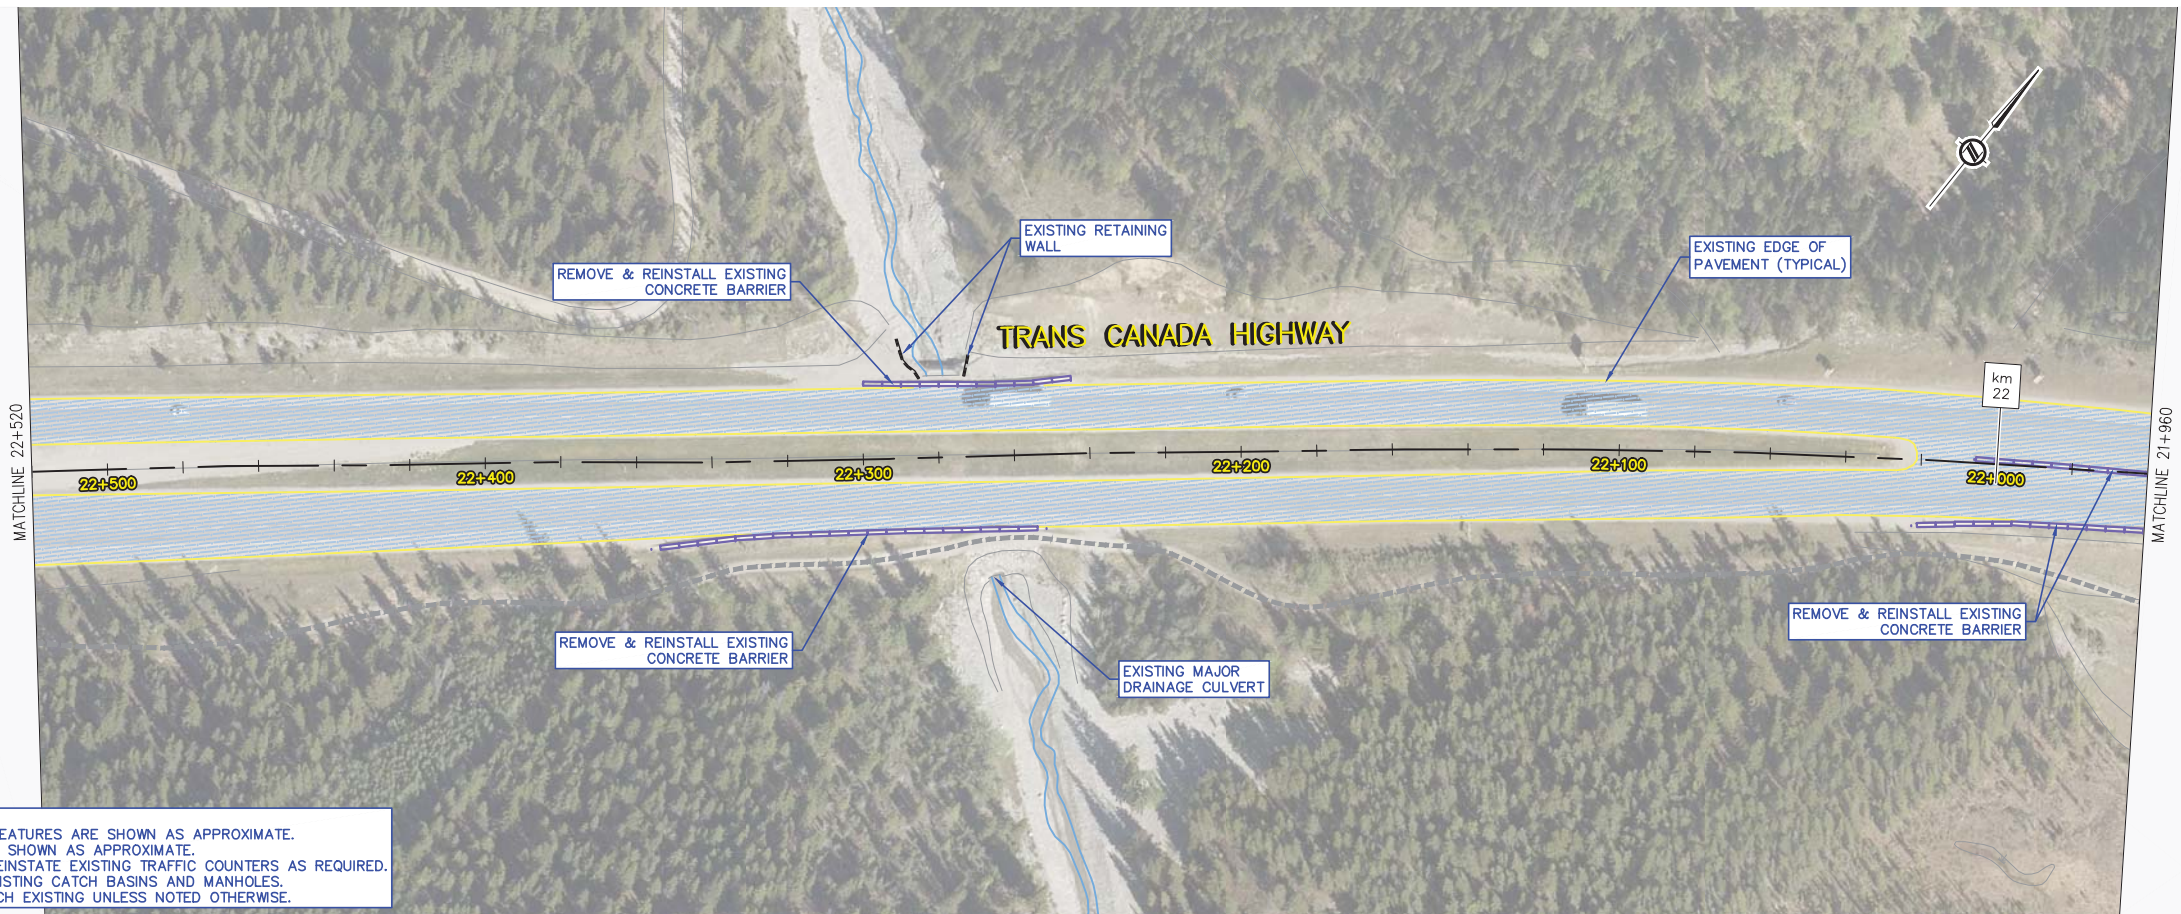 EXISTING RETAINING
WALL
EXISTING EDGE OF
PAVEMENT (TYPICAL)
REMOVE & REINSTALL EXISTING
CONCRETE BARRIER
TRANS CANADA HIGHWAY
km
22
MATCHLINE 22+520
MATCHLINE 21+960
22+500
22+400
22+300
22+200
22+100
22+000
REMOVE & REINSTALL EXISTING
CONCRETE BARRIER
EXISTING MAJOR
DRAINAGE CULVERT
REMOVE & REINSTALL EXISTING
CONCRETE BARRIER
EATURES ARE SHOWN AS APPROXIMATE.
SHOWN AS APPROXIMATE.
EINSTATE EXISTING TRAFFIC COUNTERS AS REQUIRED.
ISTING CATCH BASINS AND MANHOLES.
CH EXISTING UNLESS NOTED OTHERWISE.